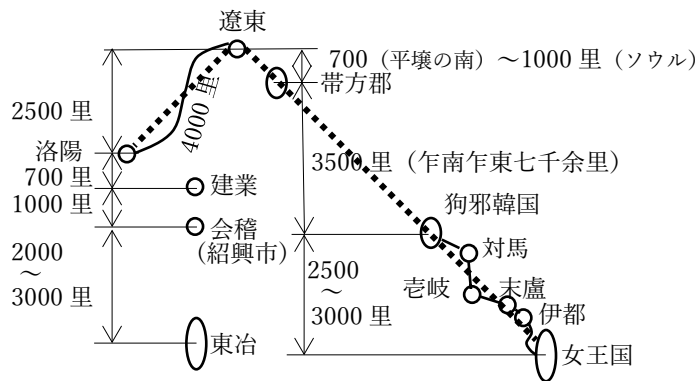 遼東
700（平壌の南）～1000 里（ソウル）
帯方郡
2500 里
4000 里
洛陽
3500 里（乍南乍東七千余里）
700 里
建業
1000 里
狗邪韓国
会稽
（紹興市）
対馬
2000
～
3000 里
2500
～
3000 里
壱岐
末盧
伊都
東冶
女王国